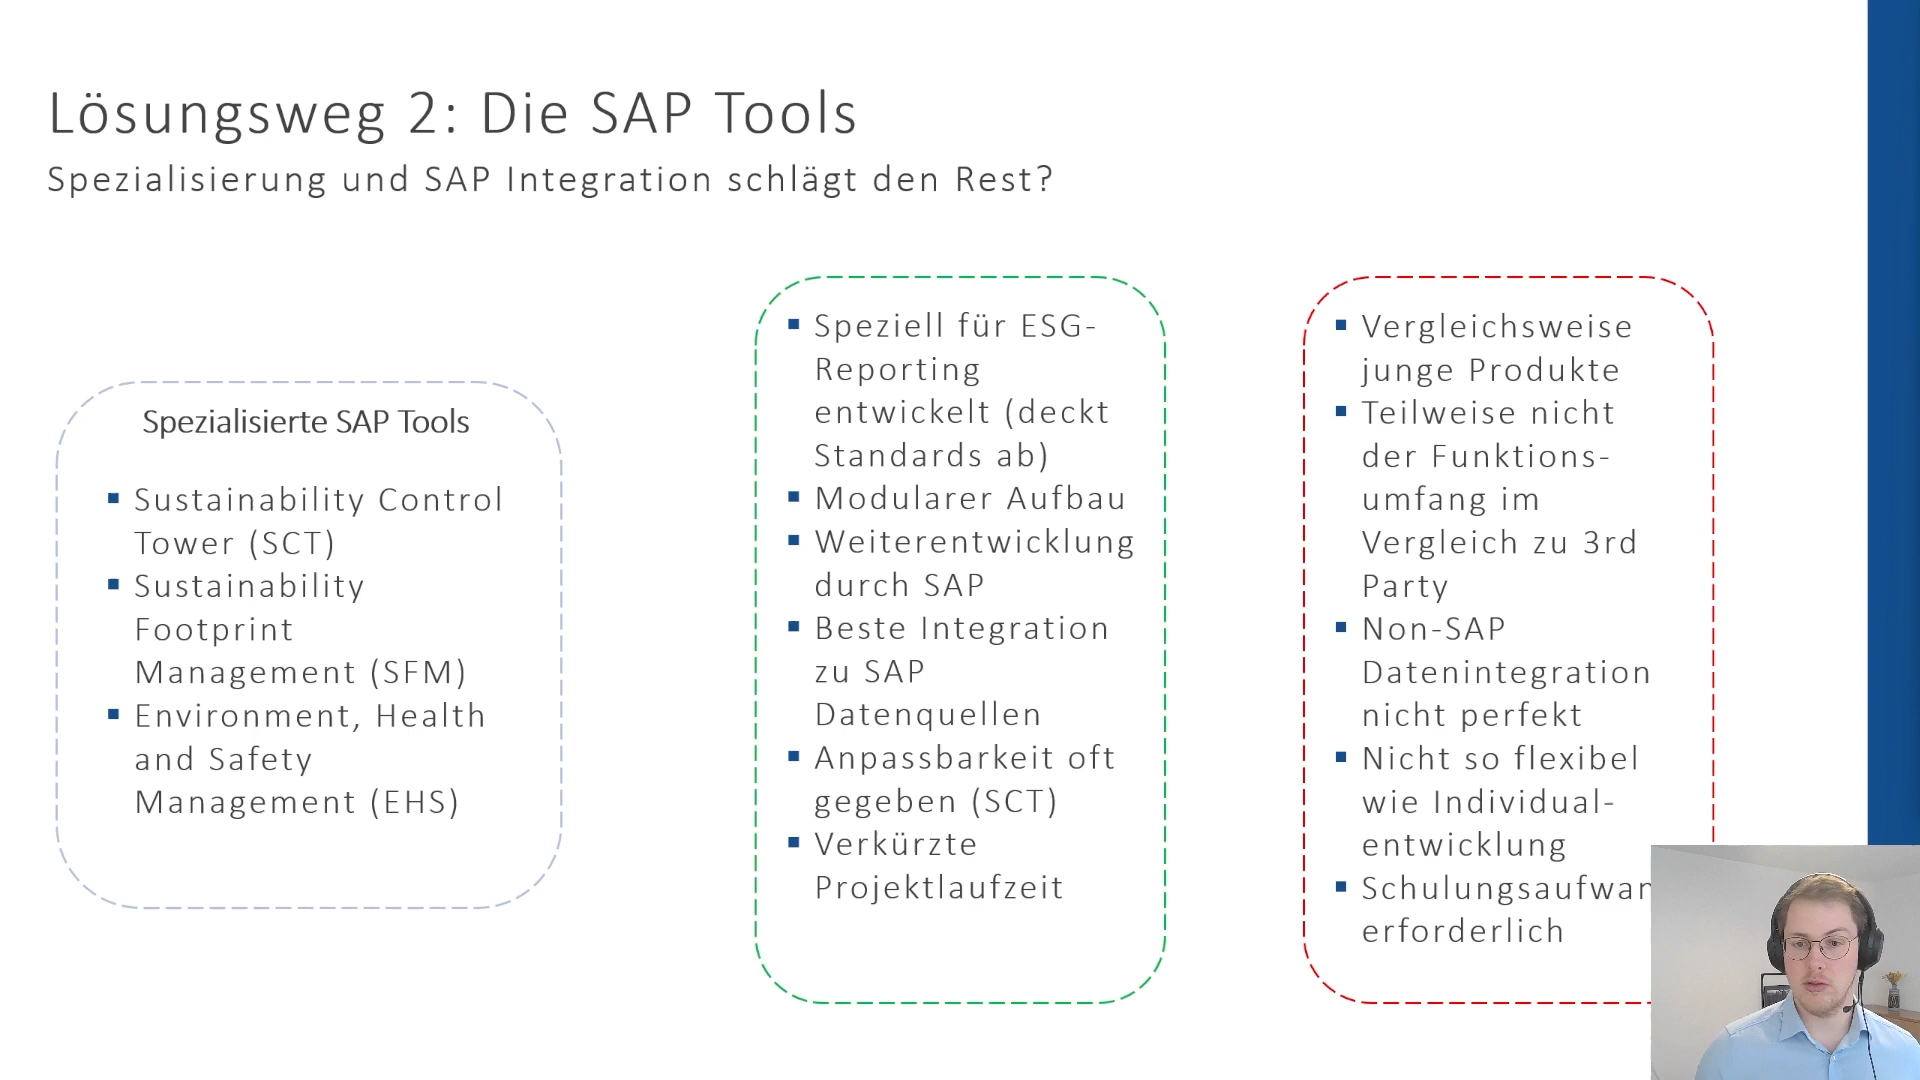 Lösungsweg 2: Die SAP Tools
Spezialisierung und SAP Integration schlägt den Rest?
Spezialisierte SAP Tools
Sustainability Control
Tower (SCT)
Sustainability
Footprint
Management (SFM)
Environment, Health
and Safety
Management (EHS)
Speziell für ESG-
Reporting
entwickelt (deckt
Standards ab)
Modularer Aufbau
Weiterentwicklung
durch SAP
Beste Integration
zu SAP
Datenquellen
Anpassbarkeit oft
gegeben (SCT)
Verkürzte
Projektlaufzeit
Vergleichsweise
junge Produkte
Teilweise nicht
der Funktions-
umfang im
Vergleich zu 3rd
Party
Non-SAP
Datenintegration
nicht perfekt
Nicht so flexibel
wie Individual-
entwicklung
Schulungsaufwan
erforderlich